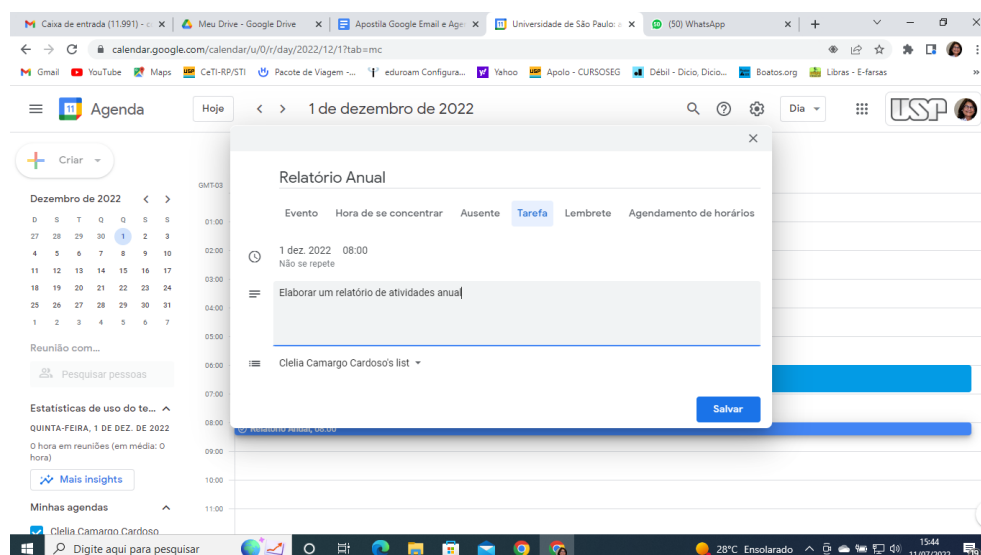 Caixa de entrada (11.991) - c
Meu Drive - Google Drive
Apostila Google Email e Agen
Universidade de São Paulo: a
(50) WhatsApp
calendar.google.com/calendar/u/0/r/day/2022/12/1?tab=mc
Gmail YouTube Maps CeTI-RP/STI Pacote de Viagem -... eduroam Configura... Yahoo Apolo - CURSOSEG Débil - Dicio, Dicio... Boatos.org Libras - E-farsas »
Agenda Hoje 1 de dezembro de 2022 Dia USP
Criar
Dezembro de 2022
D S T Q Q S S
27 28 29 30 1 2 3
4 5 6 7 8 9 10
11 12 13 14 15 16 17
18 19 20 21 22 23 24
25 26 27 28 29 30 31
1 2 3 4 5 6 7
Reunião com...
Pesquisar pessoas
Estatísticas de uso do te...
QUINTA-FEIRA, 1 DE DEZ. DE 2022
0 hora em reuniões (em média: 0
hora)
Mais insights
Minhas agendas
Clelia Camargo Cardoso
GMT-03
01:00
02:00
03:00
04:00
05:00
06:00
07:00
08:00
09:00
10:00
11:00
Relatório Anual
Evento Hora de se concentrar Ausente Tarefa Lembrete Agendamento de horários
1 dez. 2022 08:00
Não se repete
Elaborar um relatório de atividades anual
Clelia Camargo Cardoso's list
Salvar
Relatório Anual, 08:00
Digite aqui para pesquisar
28°C Ensolarado
15:44
11/07/2022